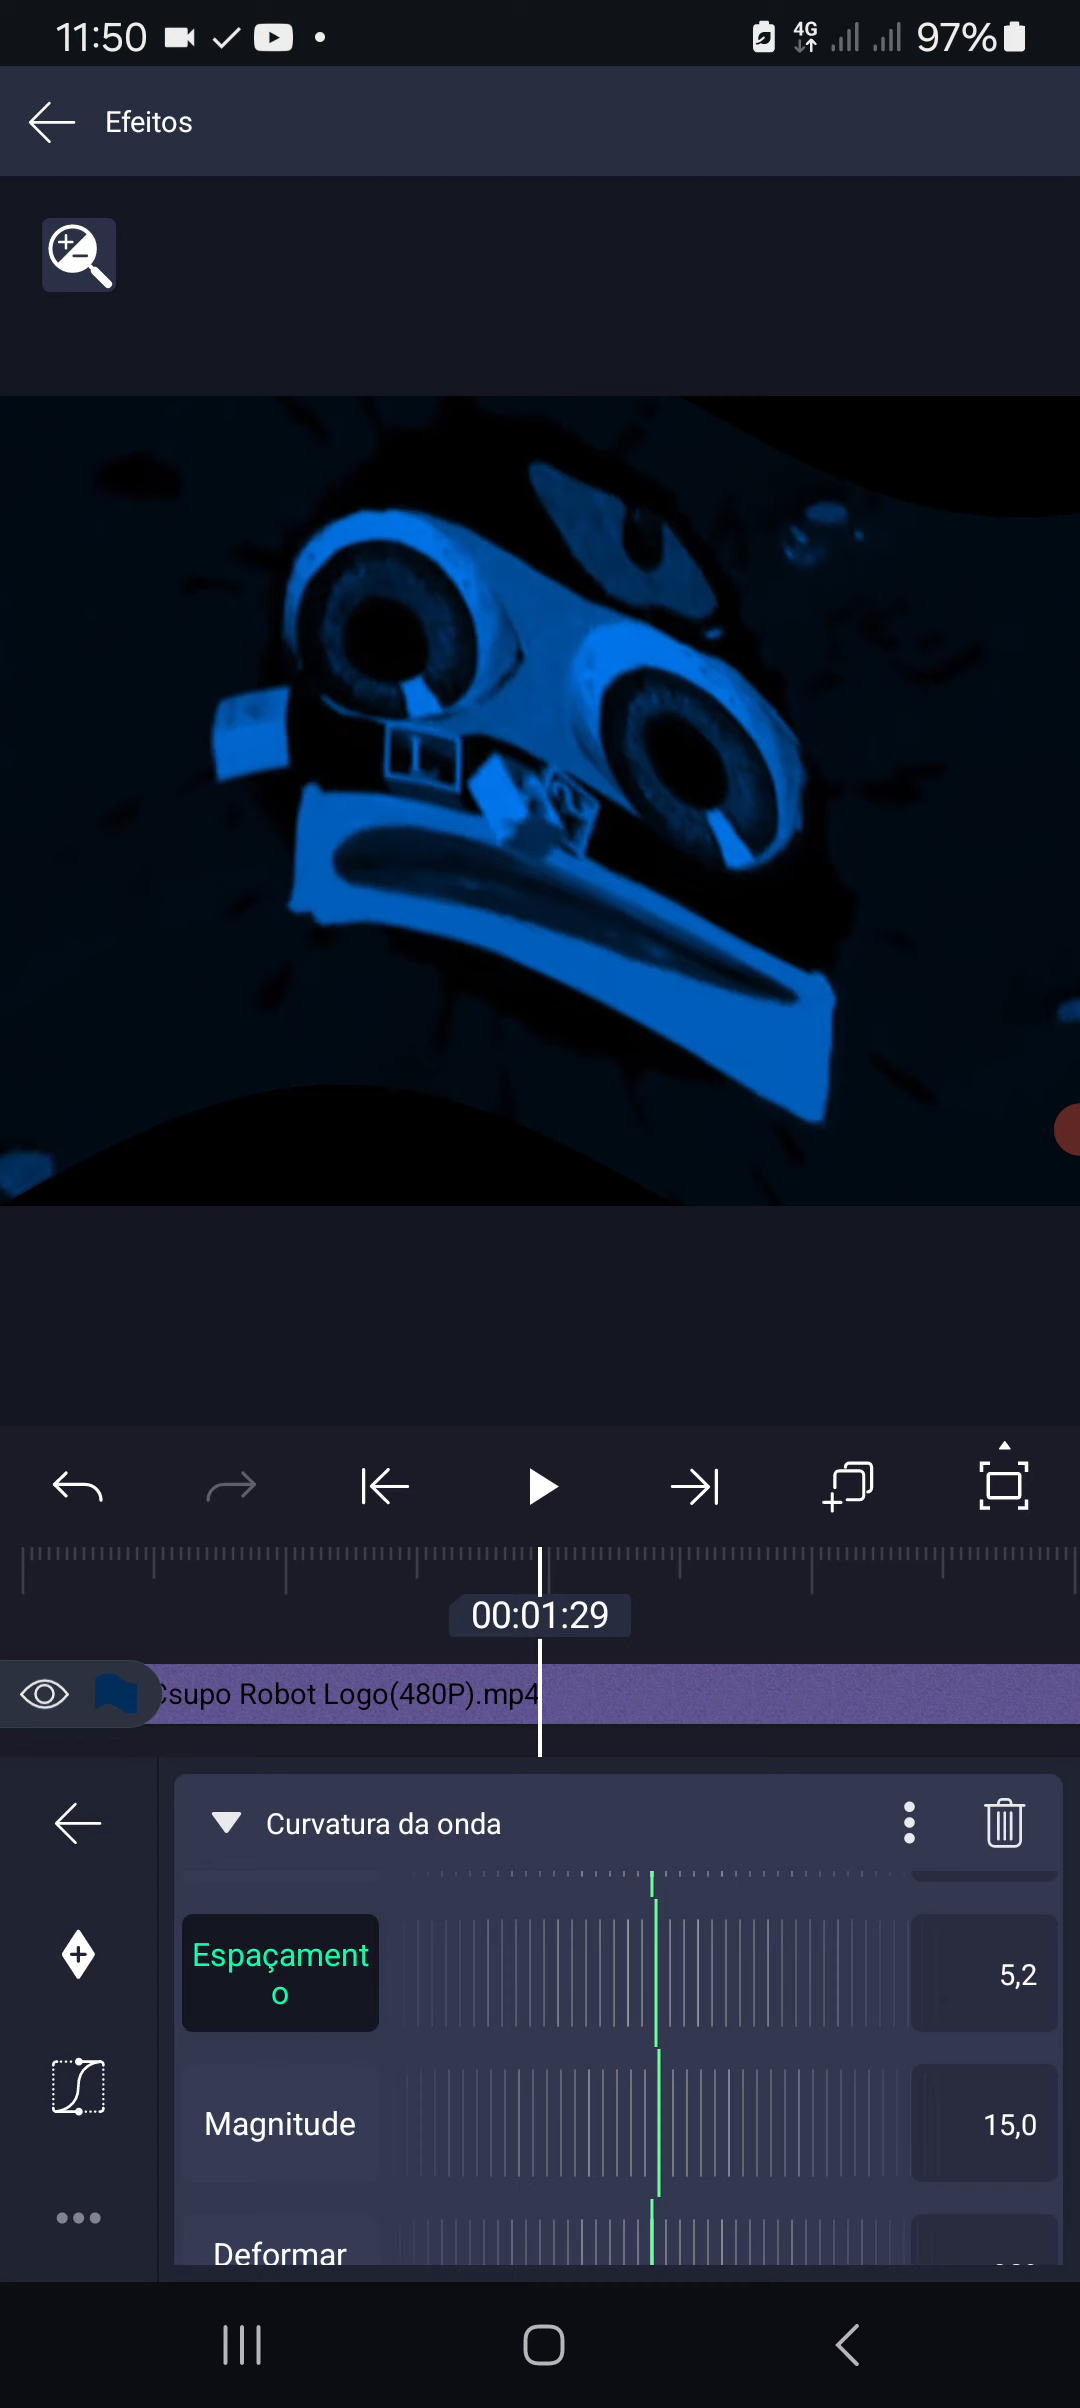 11:50
4G
97%
Efeitos
00:01:29
Csupo Robot Logo(480P).mp4
Curvatura da onda
Espaçament
o
5,2
Magnitude
15,0
Deformar